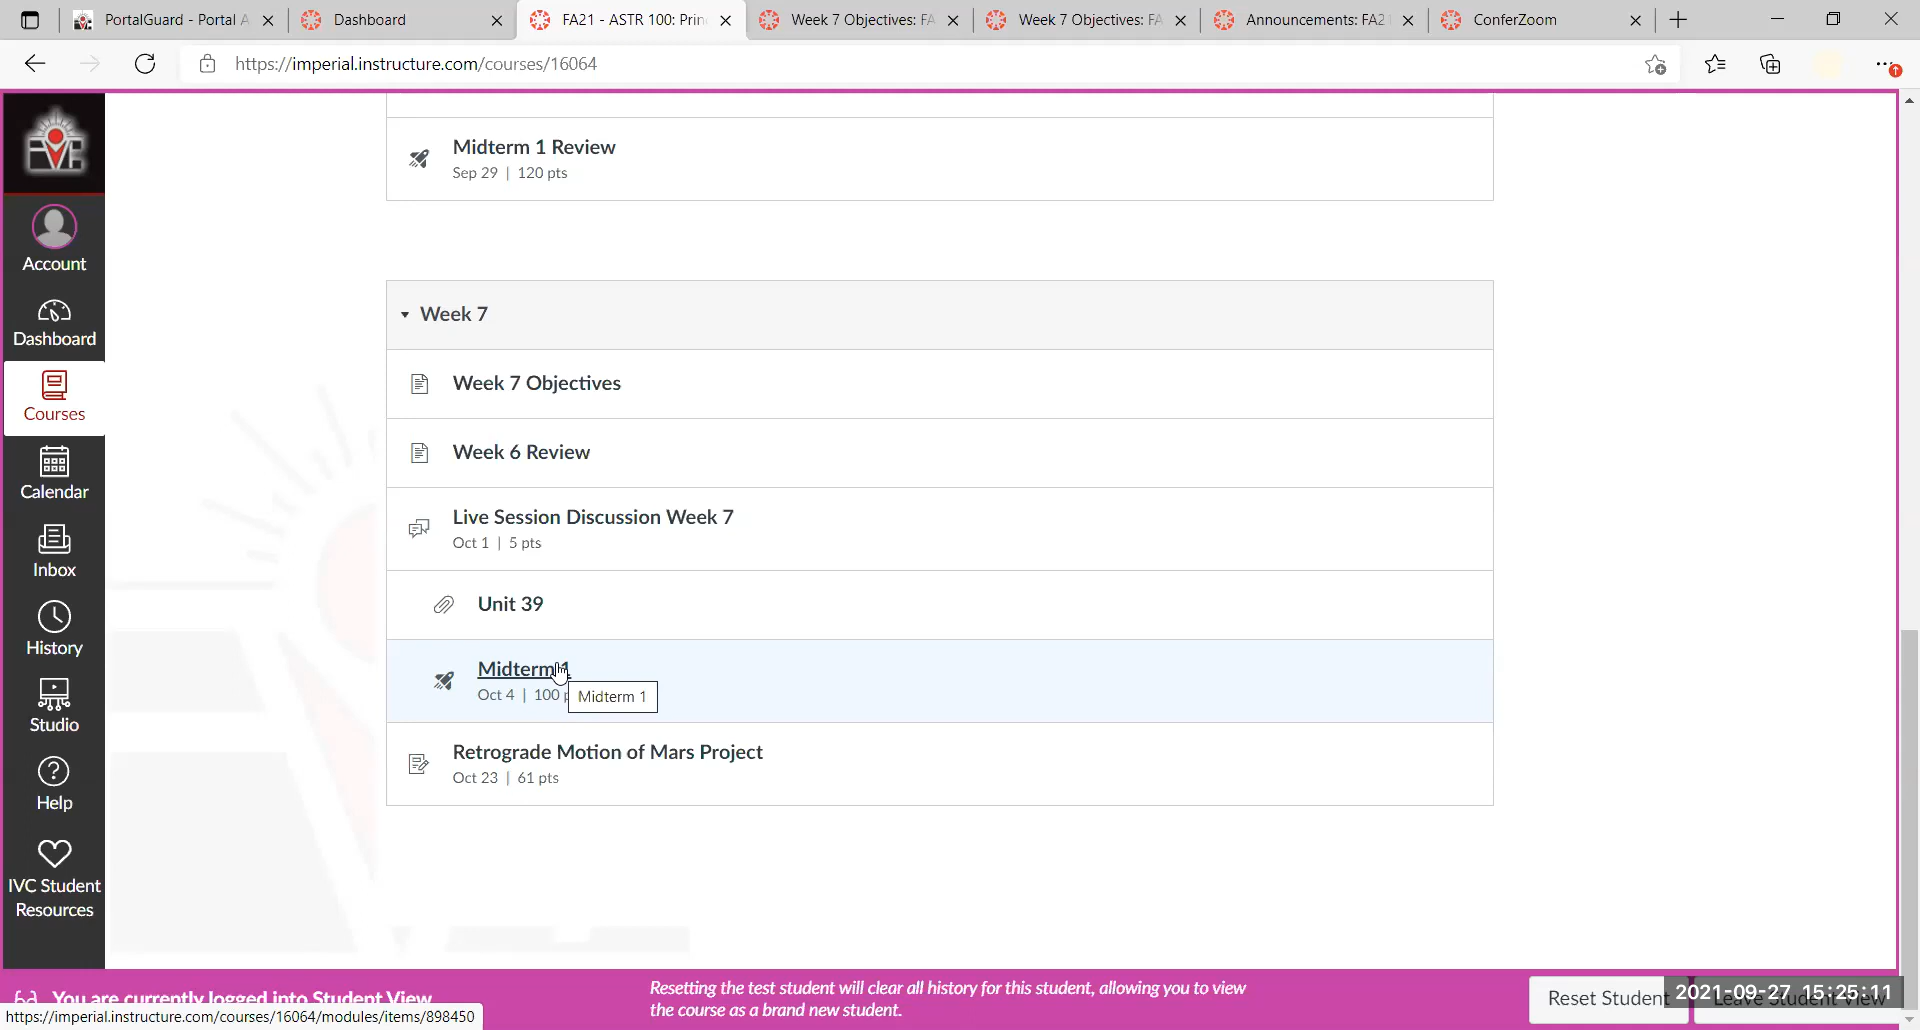 PortalGuard - Portal A
Dashboard
FA21 - ASTR 100: Prin
Week 7 Objectives: FA
Week 7 Objectives: FA
Announcements: FA21
ConferZoom
https://imperial.instructure.com/courses/16064
Account
Dashboard
Courses
Calendar
Inbox
History
Studio
Help
IVC Student
Resources
Midterm 1 Review
Sep 29 | 120 pts
Week 7
Week 7 Objectives
Week 6 Review
Live Session Discussion Week 7
Oct 1 | 5 pts
Unit 39
Midterm 1
Oct 4 | 100 p
Midterm 1
Retrograde Motion of Mars Project
Oct 23 | 61 pts
You are currently logged into Student View
Resetting the test student will clear all history for this student, allowing you to view
the course as a brand new student.
Reset Student
Leave Student View
2021-09-27 15:25:11
https://imperial.instructure.com/courses/16064/modules/items/898450